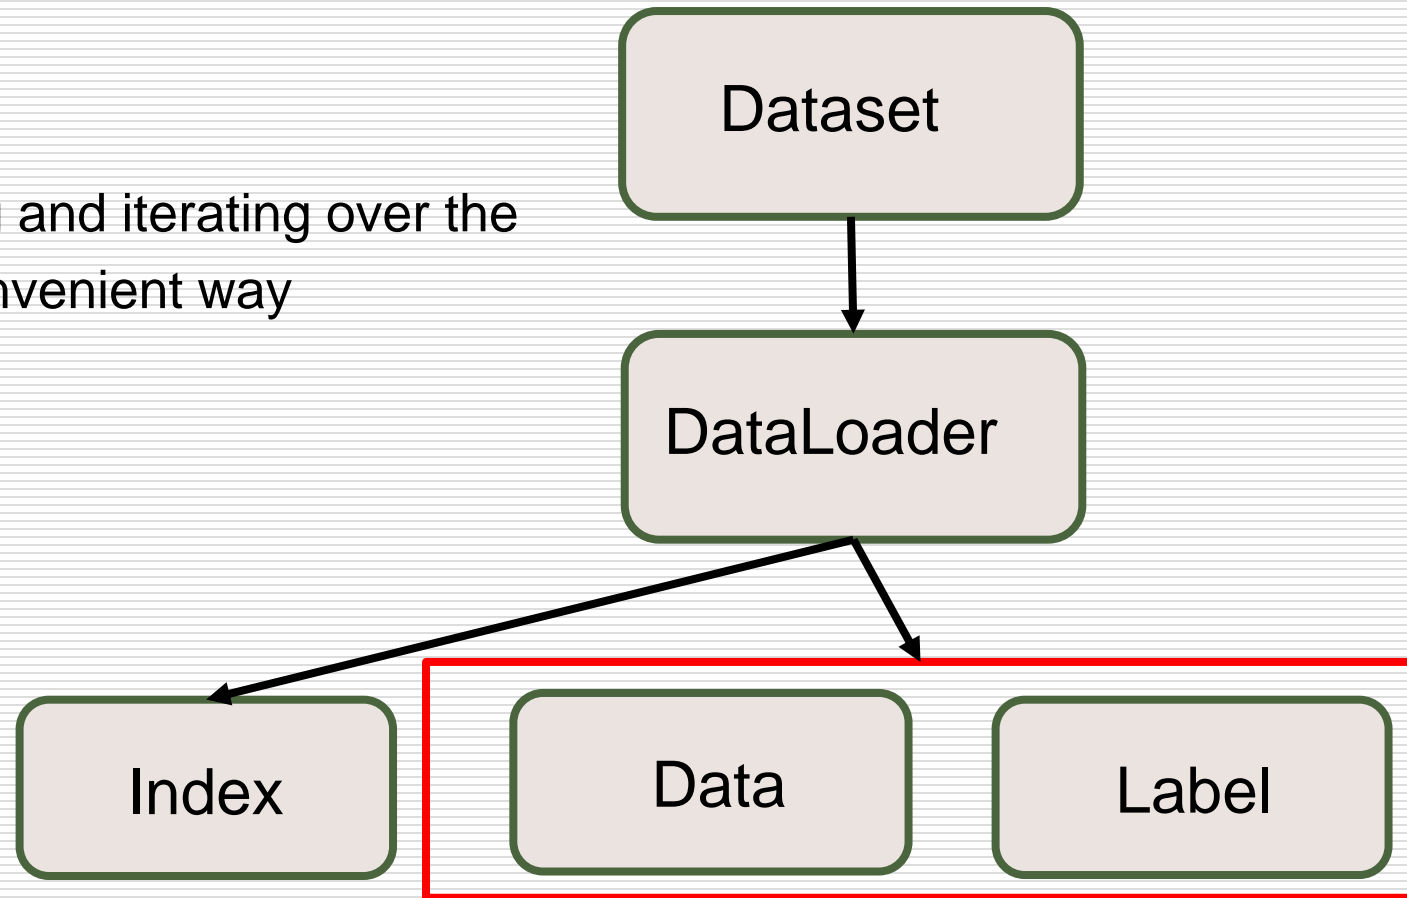 Dataset
and iterating over the
nvenient way
DataLoader
Index
Data
Label